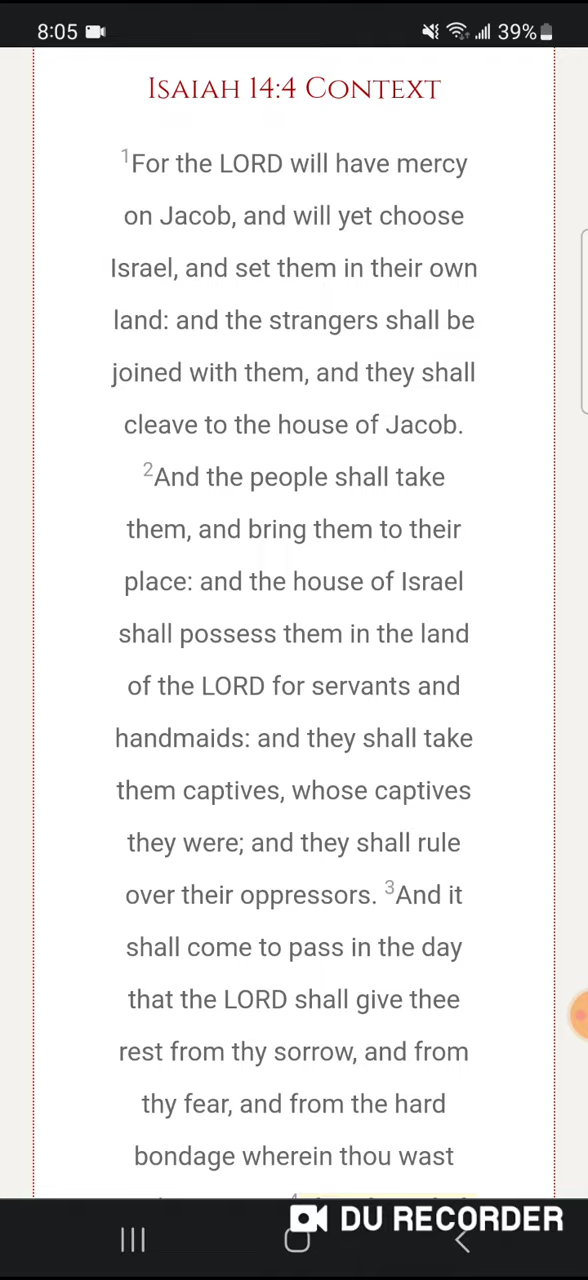 8:05 39%
ISAIAH 14:4 CONTEXT
1For the LORD will have mercy
on Jacob, and will yet choose
Israel, and set them in their own
land: and the strangers shall be
joined with them, and they shall
cleave to the house of Jacob.
2And the people shall take
them, and bring them to their
place: and the house of Israel
shall possess them in the land
of the LORD for servants and
handmaids: and they shall take
them captives, whose captives
they were; and they shall rule
over their oppressors. 3And it
shall come to pass in the day
that the LORD shall give thee
rest from thy sorrow, and from
thy fear, and from the hard
bondage wherein thou wast
DU RECORDER